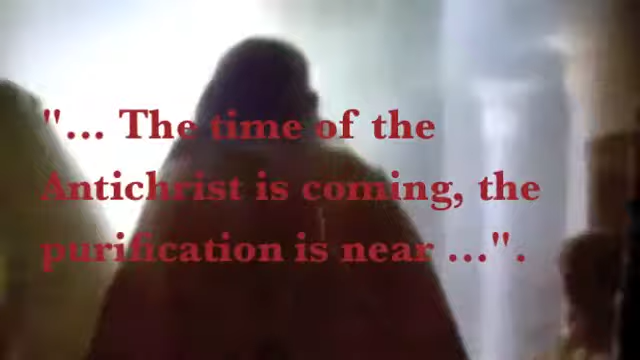 "... The time of the
Antichrist is coming, the
purification is near ...".